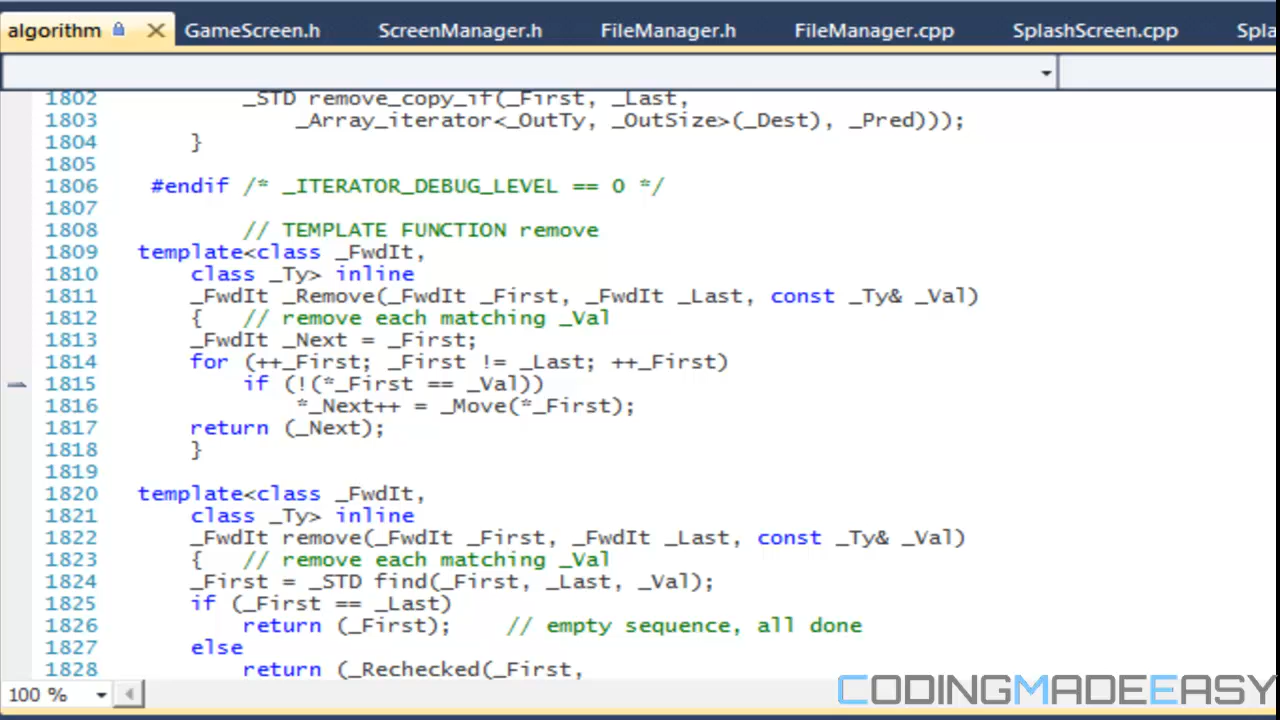 algorithm GameScreen.h ScreenManager.h FileManager.h FileManager.cpp SplashScreen.cpp Spla
1802 _STD remove_copy_if(_First, _Last,
1803 _Array_iterator<_OutTy, _OutSize>(_Dest), _Pred)));
1804 }
1805
1806 #endif /* _ITERATOR_DEBUG_LEVEL == 0 */
1807
1808 // TEMPLATE FUNCTION remove
1809 template<class _FwdIt,
1810 class _Ty> inline
1811 _FwdIt _Remove(_FwdIt _First, _FwdIt _Last, const _Ty& _Val)
1812 { // remove each matching _Val
1813 _FwdIt _Next = _First;
1814 for (++_First; _First != _Last; ++_First)
1815 if (!(*_First == _Val))
1816 *_Next++ = _Move(*_First);
1817 return (_Next);
1818 }
1819
1820 template<class _FwdIt,
1821 class _Ty> inline
1822 _FwdIt remove(_FwdIt _First, _FwdIt _Last, const _Ty& _Val)
1823 { // remove each matching _Val
1824 _First = _STD find(_First, _Last, _Val);
1825 if (_First == _Last)
1826 return (_First); // empty sequence, all done
1827 else
1828 return (_Rechecked(_First,
100 %
CODINGMADEEASY